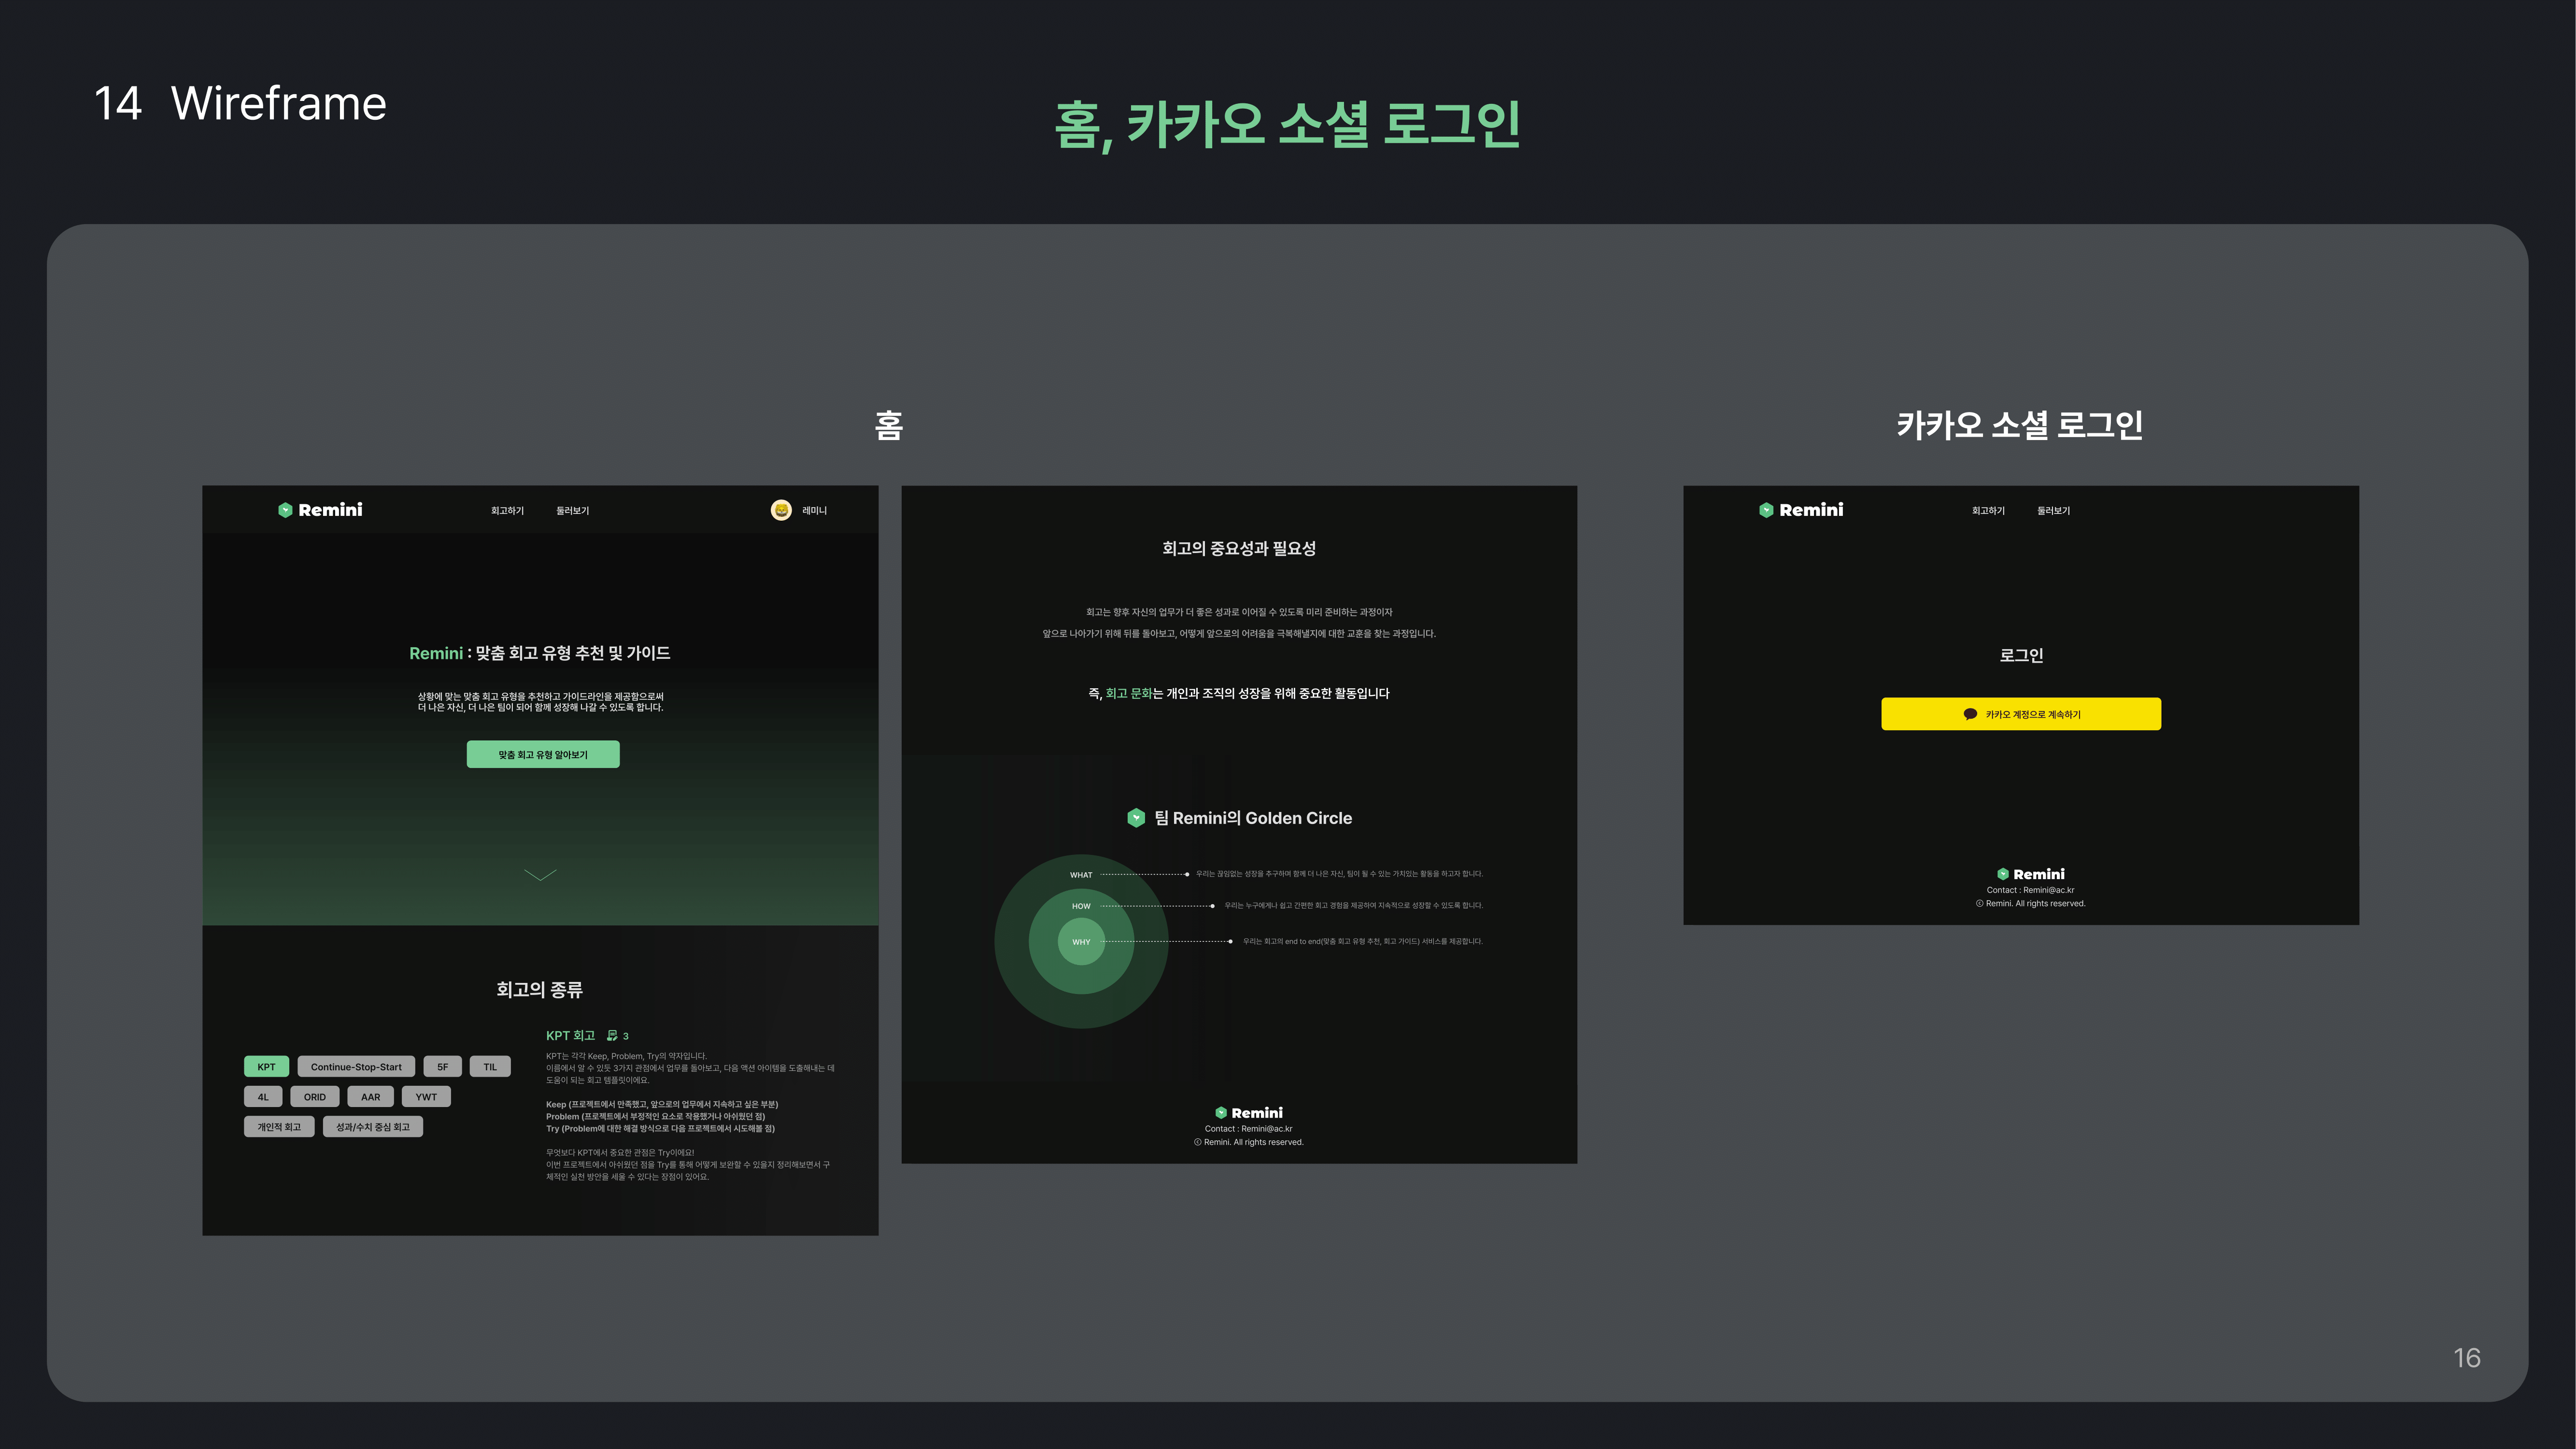 14 Wireframe
홈, 카카오 소셜 로그인
홈
Remini
회고하기
둘러보기
레미니
Remini : 맞춤 회고 유형 추천 및 가이드
상황에 맞는 맞춤 회고 유형을 추천하고 가이드라인을 제공함으로써
더 나은 자신, 더 나은 팀이 되어 함께 성장해 나갈 수 있도록 합니다.
맞춤 회고 유형 알아보기
회고의 종류
KPT
Continue-Stop-Start
5F
TIL
4L
ORID
AAR
YWT
개인적 회고
성과/수치 중심 회고
KPT 회고 3
KPT는 각각 Keep, Problem, Try의 약자입니다.
이름에서 알 수 있듯 3가지 관점에서 업무를 돌아보고, 다음 액션 아이템을 도출해내는 데
도움이 되는 회고 템플릿이에요.
Keep (프로젝트에서 만족했고, 앞으로의 업무에서 지속하고 싶은 부분)
Problem (프로젝트에서 부정적인 요소로 작용했거나 아쉬웠던 점)
Try (Problem에 대한 해결 방식으로 다음 프로젝트에서 시도해볼 점)
무엇보다 KPT에서 중요한 관점은 Try이에요!
이번 프로젝트에서 아쉬웠던 점을 Try를 통해 어떻게 보완할 수 있을지 정리해보면서 구
체적인 실천 방안을 세울 수 있다는 장점이 있어요.
회고의 중요성과 필요성
회고는 향후 자신의 업무가 더 좋은 성과로 이어질 수 있도록 미리 준비하는 과정이자
앞으로 나아가기 위해 뒤를 돌아보고, 어떻게 앞으로의 어려움을 극복해낼지에 대한 교훈을 찾는 과정입니다.
즉, 회고 문화는 개인과 조직의 성장을 위해 중요한 활동입니다
팀 Remini의 Golden Circle
WHAT
우리는 끊임없는 성장을 추구하여 함께 더 나은 자신, 팀이 될 수 있는 가치있는 활동을 하고자 합니다.
HOW
우리는 누구에게나 쉽고 간편한 회고 경험을 제공하여 지속적으로 성장할 수 있도록 합니다.
WHY
우리는 회고의 end to end(맞춤 회고 유형 추천, 회고 가이드) 서비스를 제공합니다.
Remini
Contact : Remini@ac.kr
ⓒ Remini. All rights reserved.
카카오 소셜 로그인
Remini
회고하기
둘러보기
로그인
카카오 계정으로 계속하기
Remini
Contact : Remini@ac.kr
ⓒ Remini. All rights reserved.
16